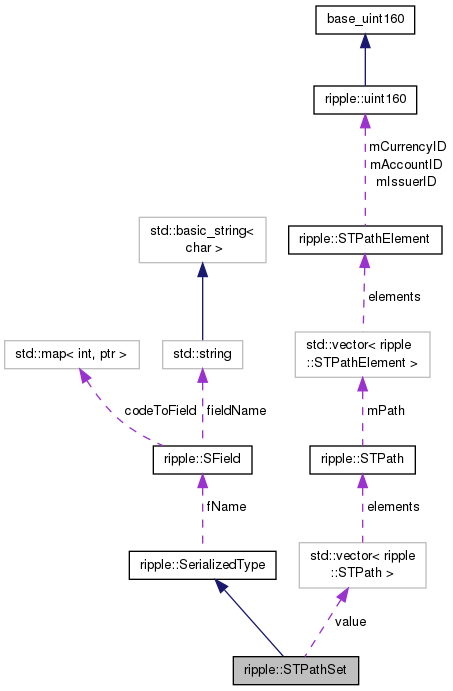 base_uint160
ripple::uint160
mCurrencyID
mAccountID
mIssuerID
std::basic_string<
char >
ripple::STPathElement
elements
std::map< int, ptr >
std::string
std::vector< ripple
::STPathElement >
codeToField
fieldName
mPath
ripple::SField
ripple::STPath
fName
elements
ripple::SerializedType
std::vector< ripple
::STPath >
value
ripple::STPathSet